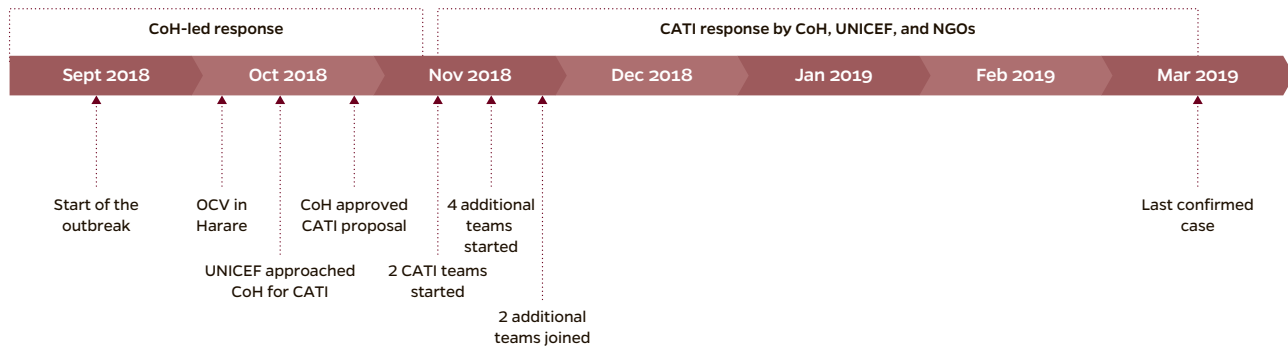 CoH-led response
CATI response by CoH, UNICEF, and NGOs
Sept 2018
Oct 2018
Nov 2018
Dec 2018
Jan 2019
Feb 2019
Mar 2019
Start of the
outbreak
OCV in
Harare
UNICEF approached
CoH for CATI
CoH approved
CATI proposal
2 CATI teams
started
4 additional
teams
started
2 additional
teams joined
Last confirmed
case